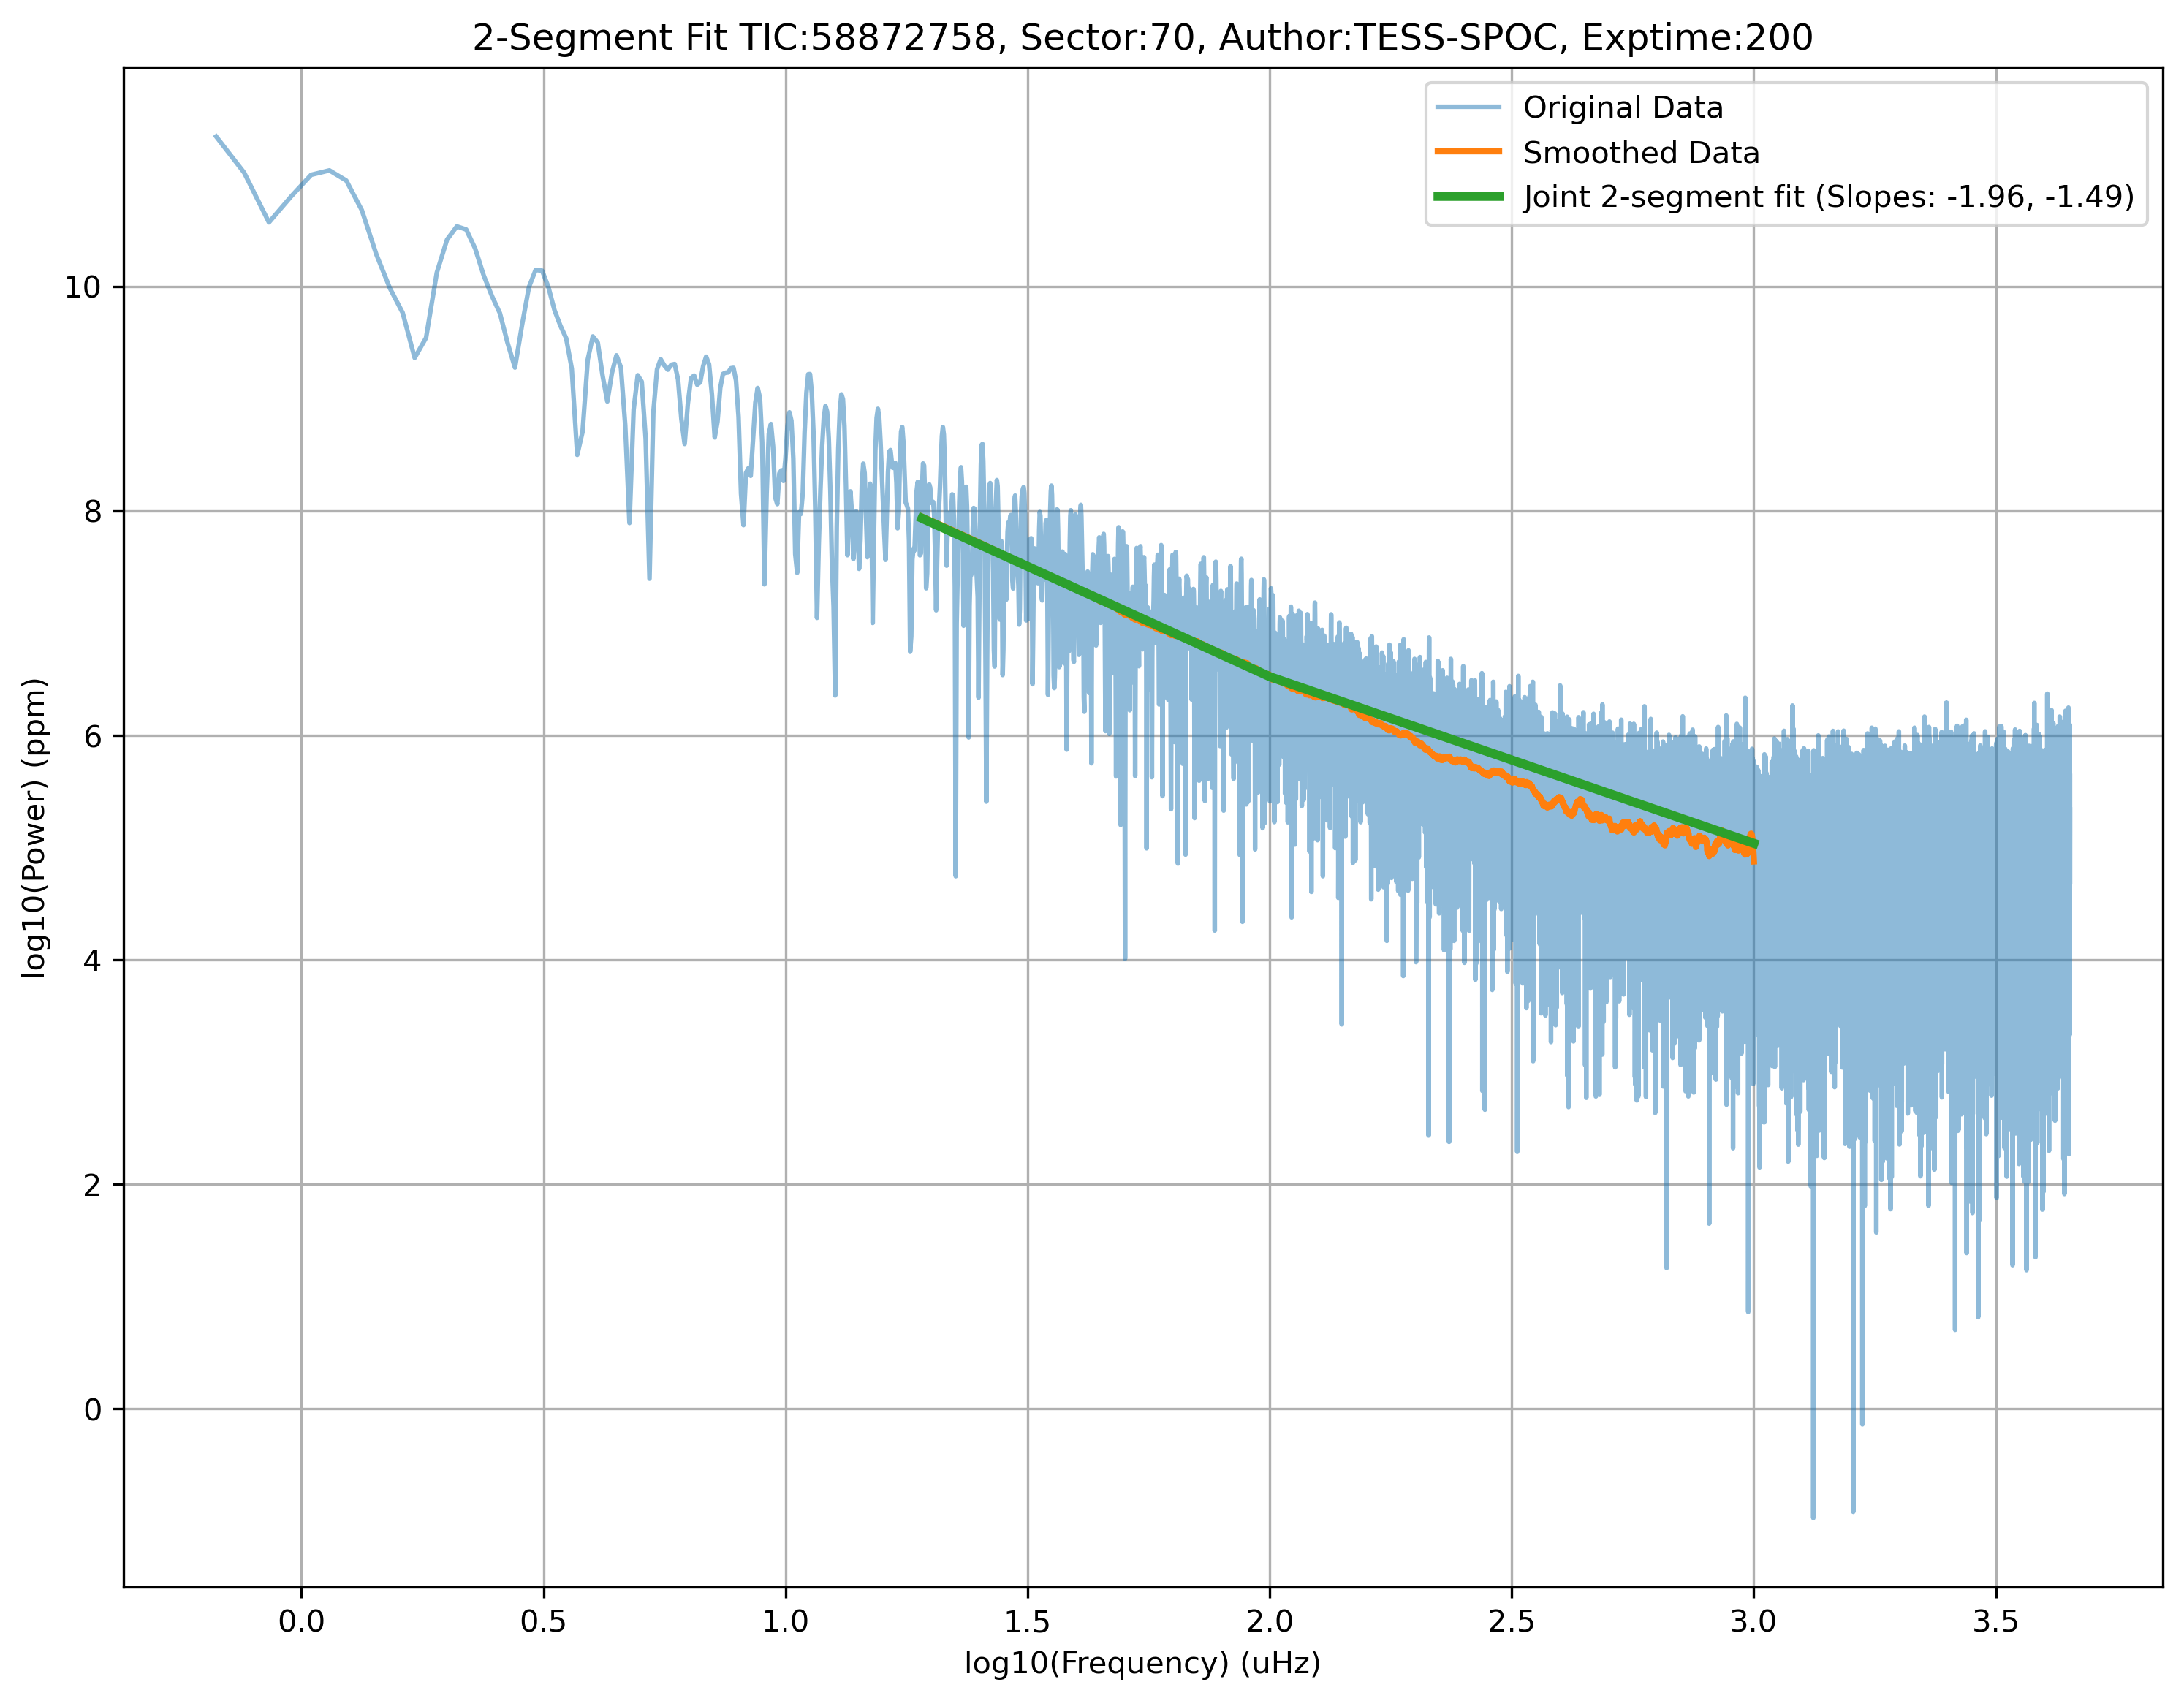 2-Segment Fit TIC:58872758, Sector:70, Author:TESS-SPOC, Exptime:200
Original Data
Smoothed Data
Joint 2-segment fit (Slopes: -1.96, -1.49)
log10(Power) (ppm)
10
8
6
4
2
0
0.0 0.5 1.0 1.5 2.0 2.5 3.0 3.5
log10(Frequency) (uHz)